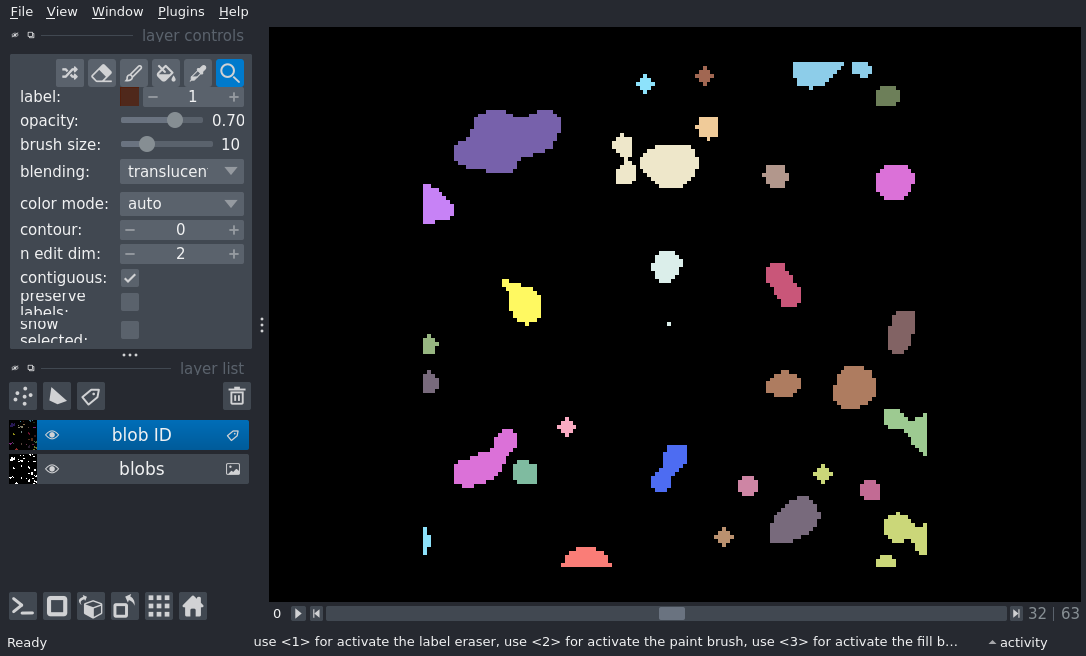 File View Window Plugins Help
layer controls
label: 1
opacity: 0.70
brush size: 10
blending: translucen
color mode: auto
contour: 0
n edit dim: 2
contiguous:
preserve
labels:
show
selected:
layer list
blob ID
blobs
0 32 63
Ready use <1> for activate the label eraser, use <2> for activate the paint brush, use <3> for activate the fill b... activity